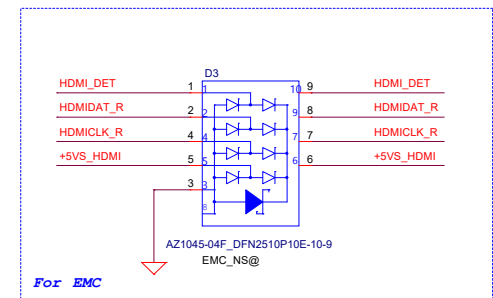 D3
HDMI_DET 1 1 10 9 HDMI_DET
HDMIDAT_R 2 2 9 8 HDMIDAT_R
HDMICLK_R 4 4 7 7 HDMICLK_R
+5VS_HDMI 5 5 6 6 +5VS_HDMI
3 3
8
AZ1045-04F_DFN2510P10E-10-9
EMC_NS@
For EMC